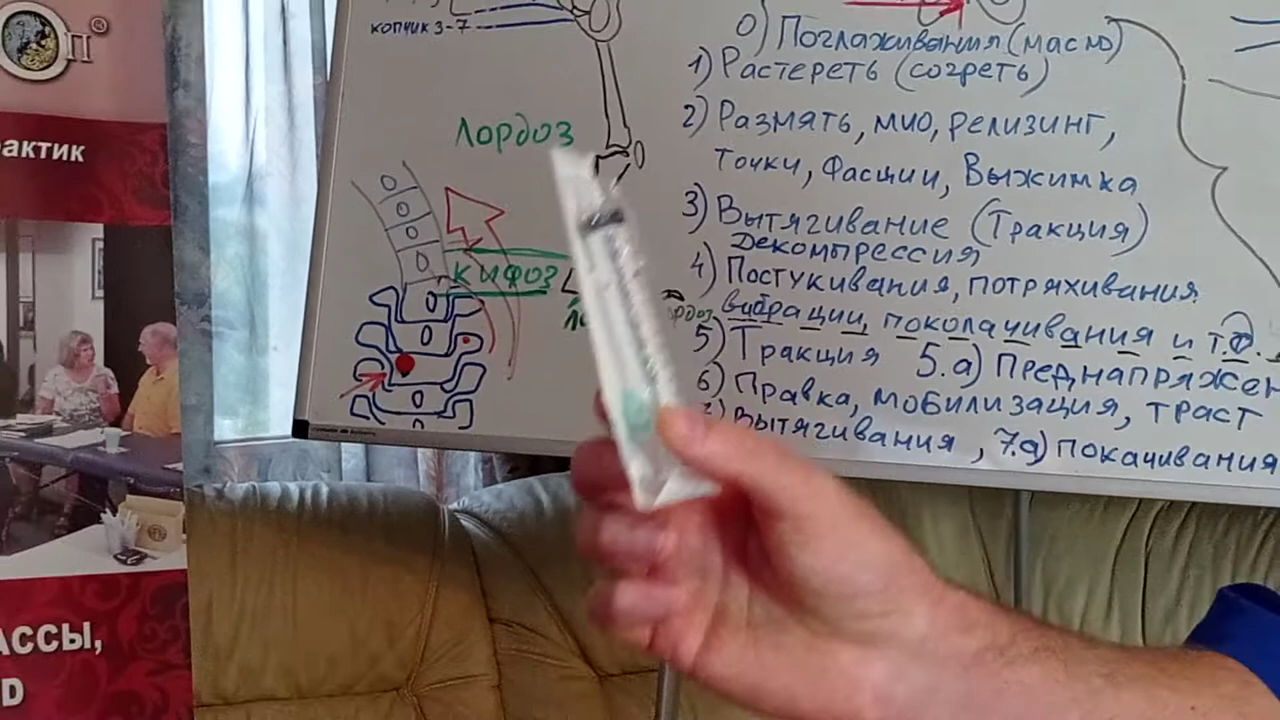 П
актик
АССЫ,
D
копчик 3-7
Лордоз
кифоз
0) Поглаживания (масло)
1) Растереть (согреть)
2) Размять, мио, релизинг,
точки, Фасции, Выжимка
3) Вытягивание (Тракция)
Декомпрессия
4) Постукивания, потряхивания
вибрации, поколачивания и т.д.
5) Тракция 5.а) Преднапряжен
6) Правка, мобилизация, траст
Вытягивания, 7.а) покачивания